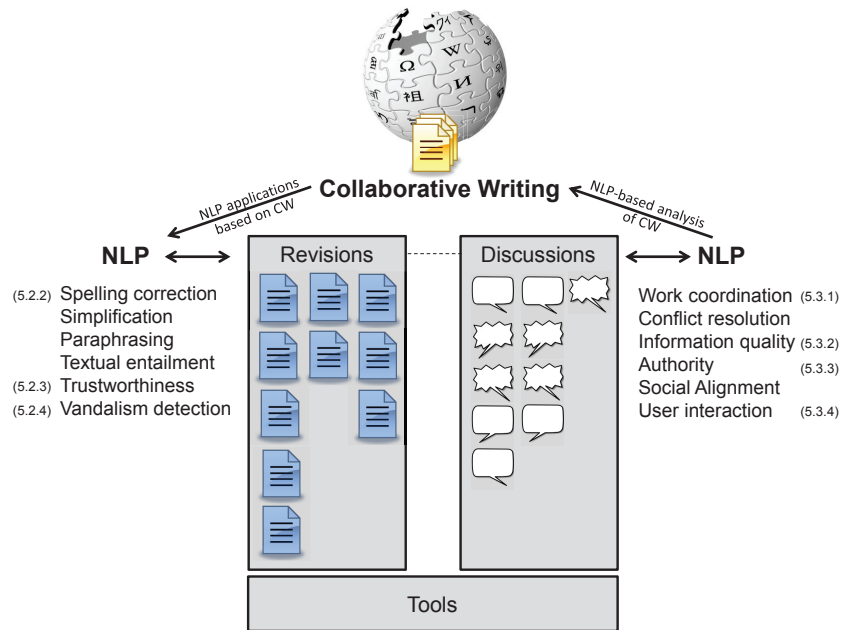 Ω
W
祖
И
7イ
Collaborative Writing
NLP applications
based on CW
NLP-based analysis
of CW
NLP
Revisions
Discussions
NLP
(5.2.2) Spelling correction
Simplification
Paraphrasing
Textual entailment
(5.2.3) Trustworthiness
(5.2.4) Vandalism detection
Work coordination (5.3.1)
Conflict resolution
Information quality (5.3.2)
Authority (5.3.3)
Social Alignment
User interaction (5.3.4)
Tools